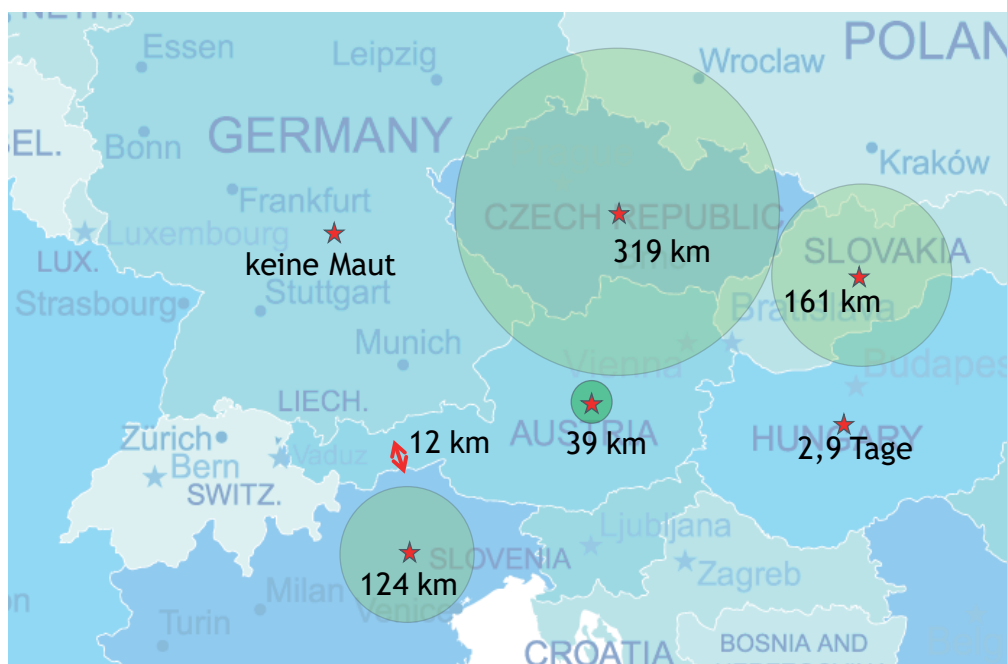 NETH.
Essen
Leipzig
Wroclaw
POLAN
GERMANY
BEL.
Bonn
Kraków
Frankfurt
CZECH REPUBLIC
Luxembourg
keine Maut
319 km
SLOVAKIA
LUX.
Strasbourg
Stuttgart
161 km
Bratislava
Munich
Vienna
Budapes
LIECH.
Zürich
12 km
AUSTRIA
39 km
HUNGARY
2,9 Tage
Bern
Vaduz
SWITZ.
Ljubljana
SLOVENIA
Zagreb
124 km
Milan
Venice
Turin
CROATIA
BOSNIA AND